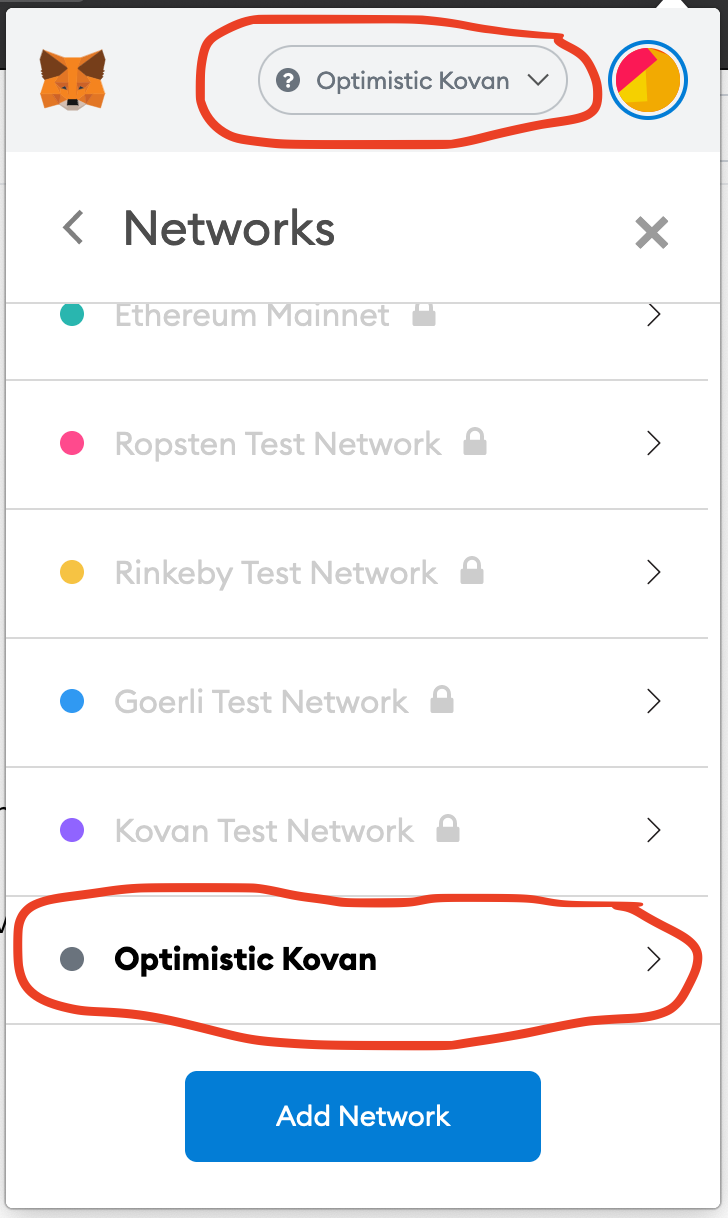 Optimistic Kovan
Networks
Ethereum Mainnet
Ropsten Test Network
Rinkeby Test Network
Goerli Test Network
Kovan Test Network
Optimistic Kovan
Add Network